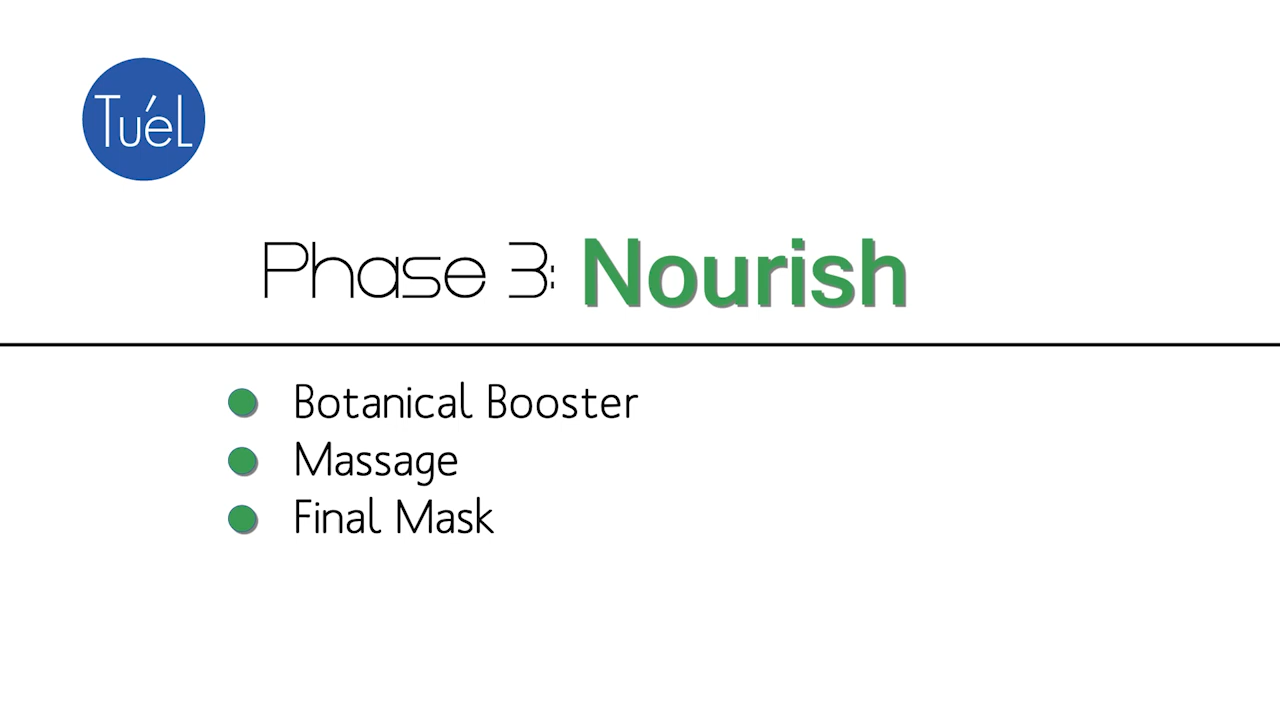 TuéL
Phase 3: Nourish
Botanical Booster
Massage
Final Mask